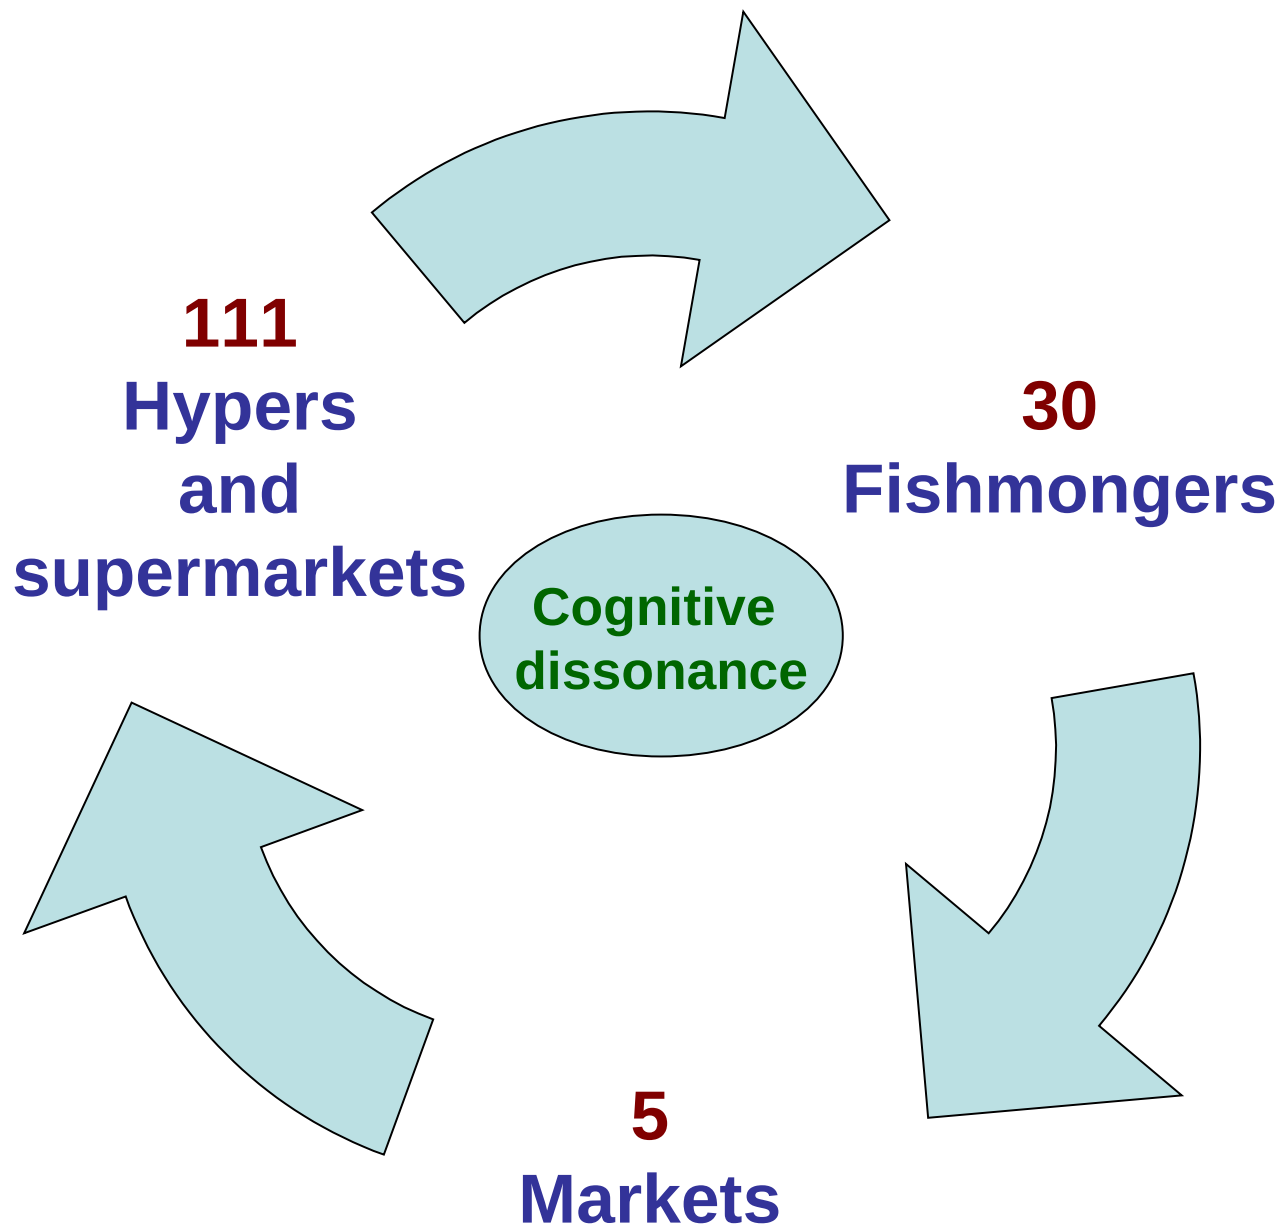 111
Hypers
and
supermarkets
30
Fishmongers
Cognitive
dissonance
5
Markets